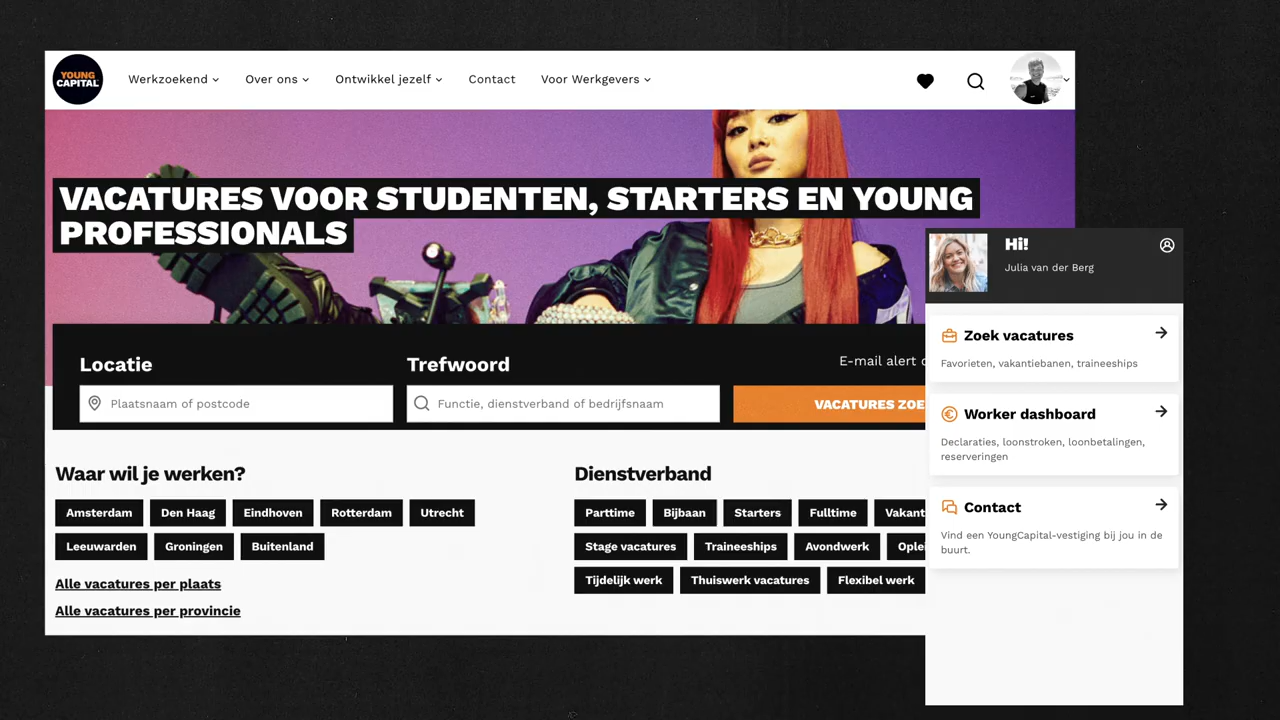 YOUNG
CAPITAL
Werkzoekend
Over ons
Ontwikkel jezelf
Contact
Voor Werkgevers
VACATURES VOOR STUDENTEN, STARTERS EN YOUNG
PROFESSIONALS
Locatie
Plaatsnaam of postcode
Trefwoord
Functie, dienstverband of bedrijfsnaam
E-mail alert
VACATURES ZOE
Waar wil je werken?
Amsterdam
Den Haag
Eindhoven
Rotterdam
Utrecht
Leeuwarden
Groningen
Buitenland
Alle vacatures per plaats
Alle vacatures per provincie
Dienstverband
Parttime
Bijbaan
Starters
Fulltime
Vakant
Stage vacatures
Traineeships
Avondwerk
Oplei
Tijdelijk werk
Thuiswerk vacatures
Flexibel werk
Hi!
Julia van der Berg
Zoek vacatures
Favorieten, vakantiebanen, traineeships
Worker dashboard
Declaraties, loonstroken, loonbetalingen,
reserveringen
Contact
Vind een YoungCapital-vestiging bij jou in de
buurt.